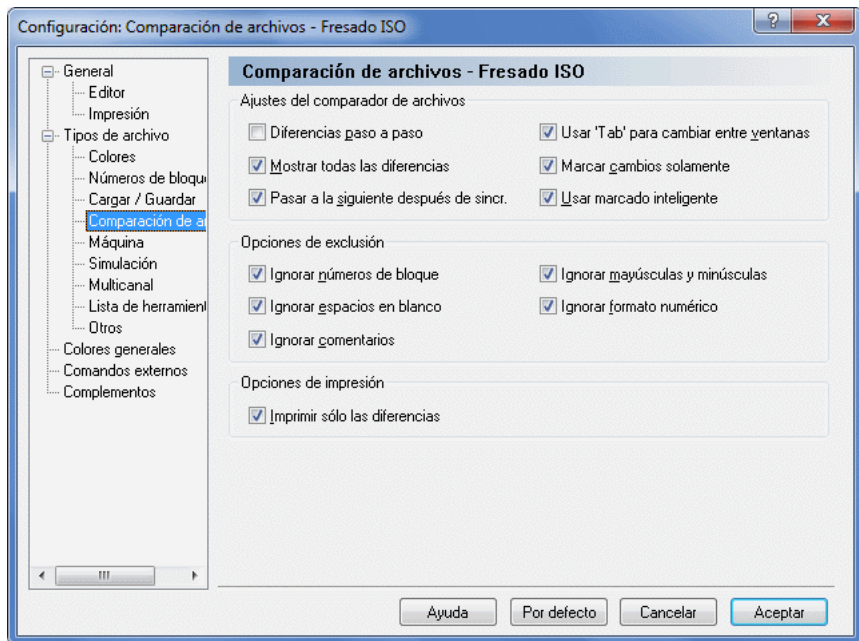 Configuración: Comparación de archivos - Fresado ISO
General
Editor
Impresión
Tipos de archivo
Colores
Números de bloqu
Cargar / Guardar
Comparación de a
Máquina
Simulación
Multicanal
Lista de herramien
Otros
Colores generales
Comandos externos
Complementos
Comparación de archivos - Fresado ISO
Ajustes del comparador de archivos
Diferencias paso a paso
Usar 'Tab' para cambiar entre ventanas
Mostrar todas las diferencias
Marcar cambios solamente
Pasar a la siguiente después de sincr.
Usar marcado inteligente
Opciones de exclusión
Ignorar números de bloque
Ignorar mayúsculas y minúsculas
Ignorar espacios en blanco
Ignorar formato numérico
Ignorar comentarios
Opciones de impresión
Imprimir sólo las diferencias
Ayuda
Por defecto
Cancelar
Aceptar